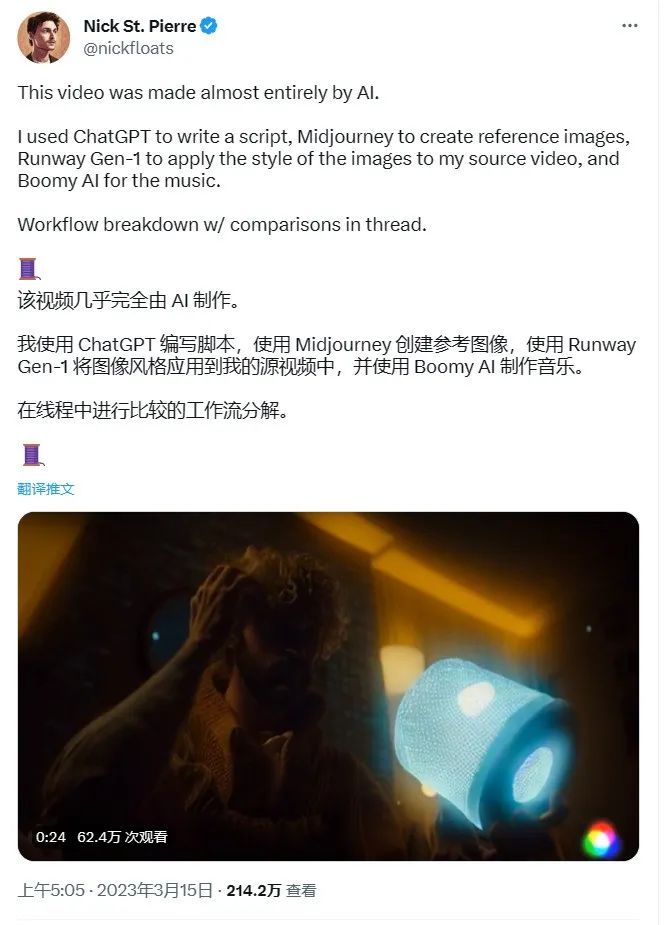 Nick St. Pierre
@nickfloats
This video was made almost entirely by AI.
I used ChatGPT to write a script, Midjourney to create reference images,
Runway Gen-1 to apply the style of the images to my source video, and
Boomy AI for the music.
Workflow breakdown w/ comparisons in thread.
该视频几乎完全由 AI 制作。
我使用 ChatGPT 编写脚本，使用 Midjourney 创建参考图像，使用 Runway
Gen-1 将图像风格应用到我的源视频中，并使用 Boomy AI 制作音乐。
在线程中进行比较的工作流分解。
翻译推文
0:24 62.4万 次观看
上午5:05 · 2023年3月15日 · 214.2万 查看